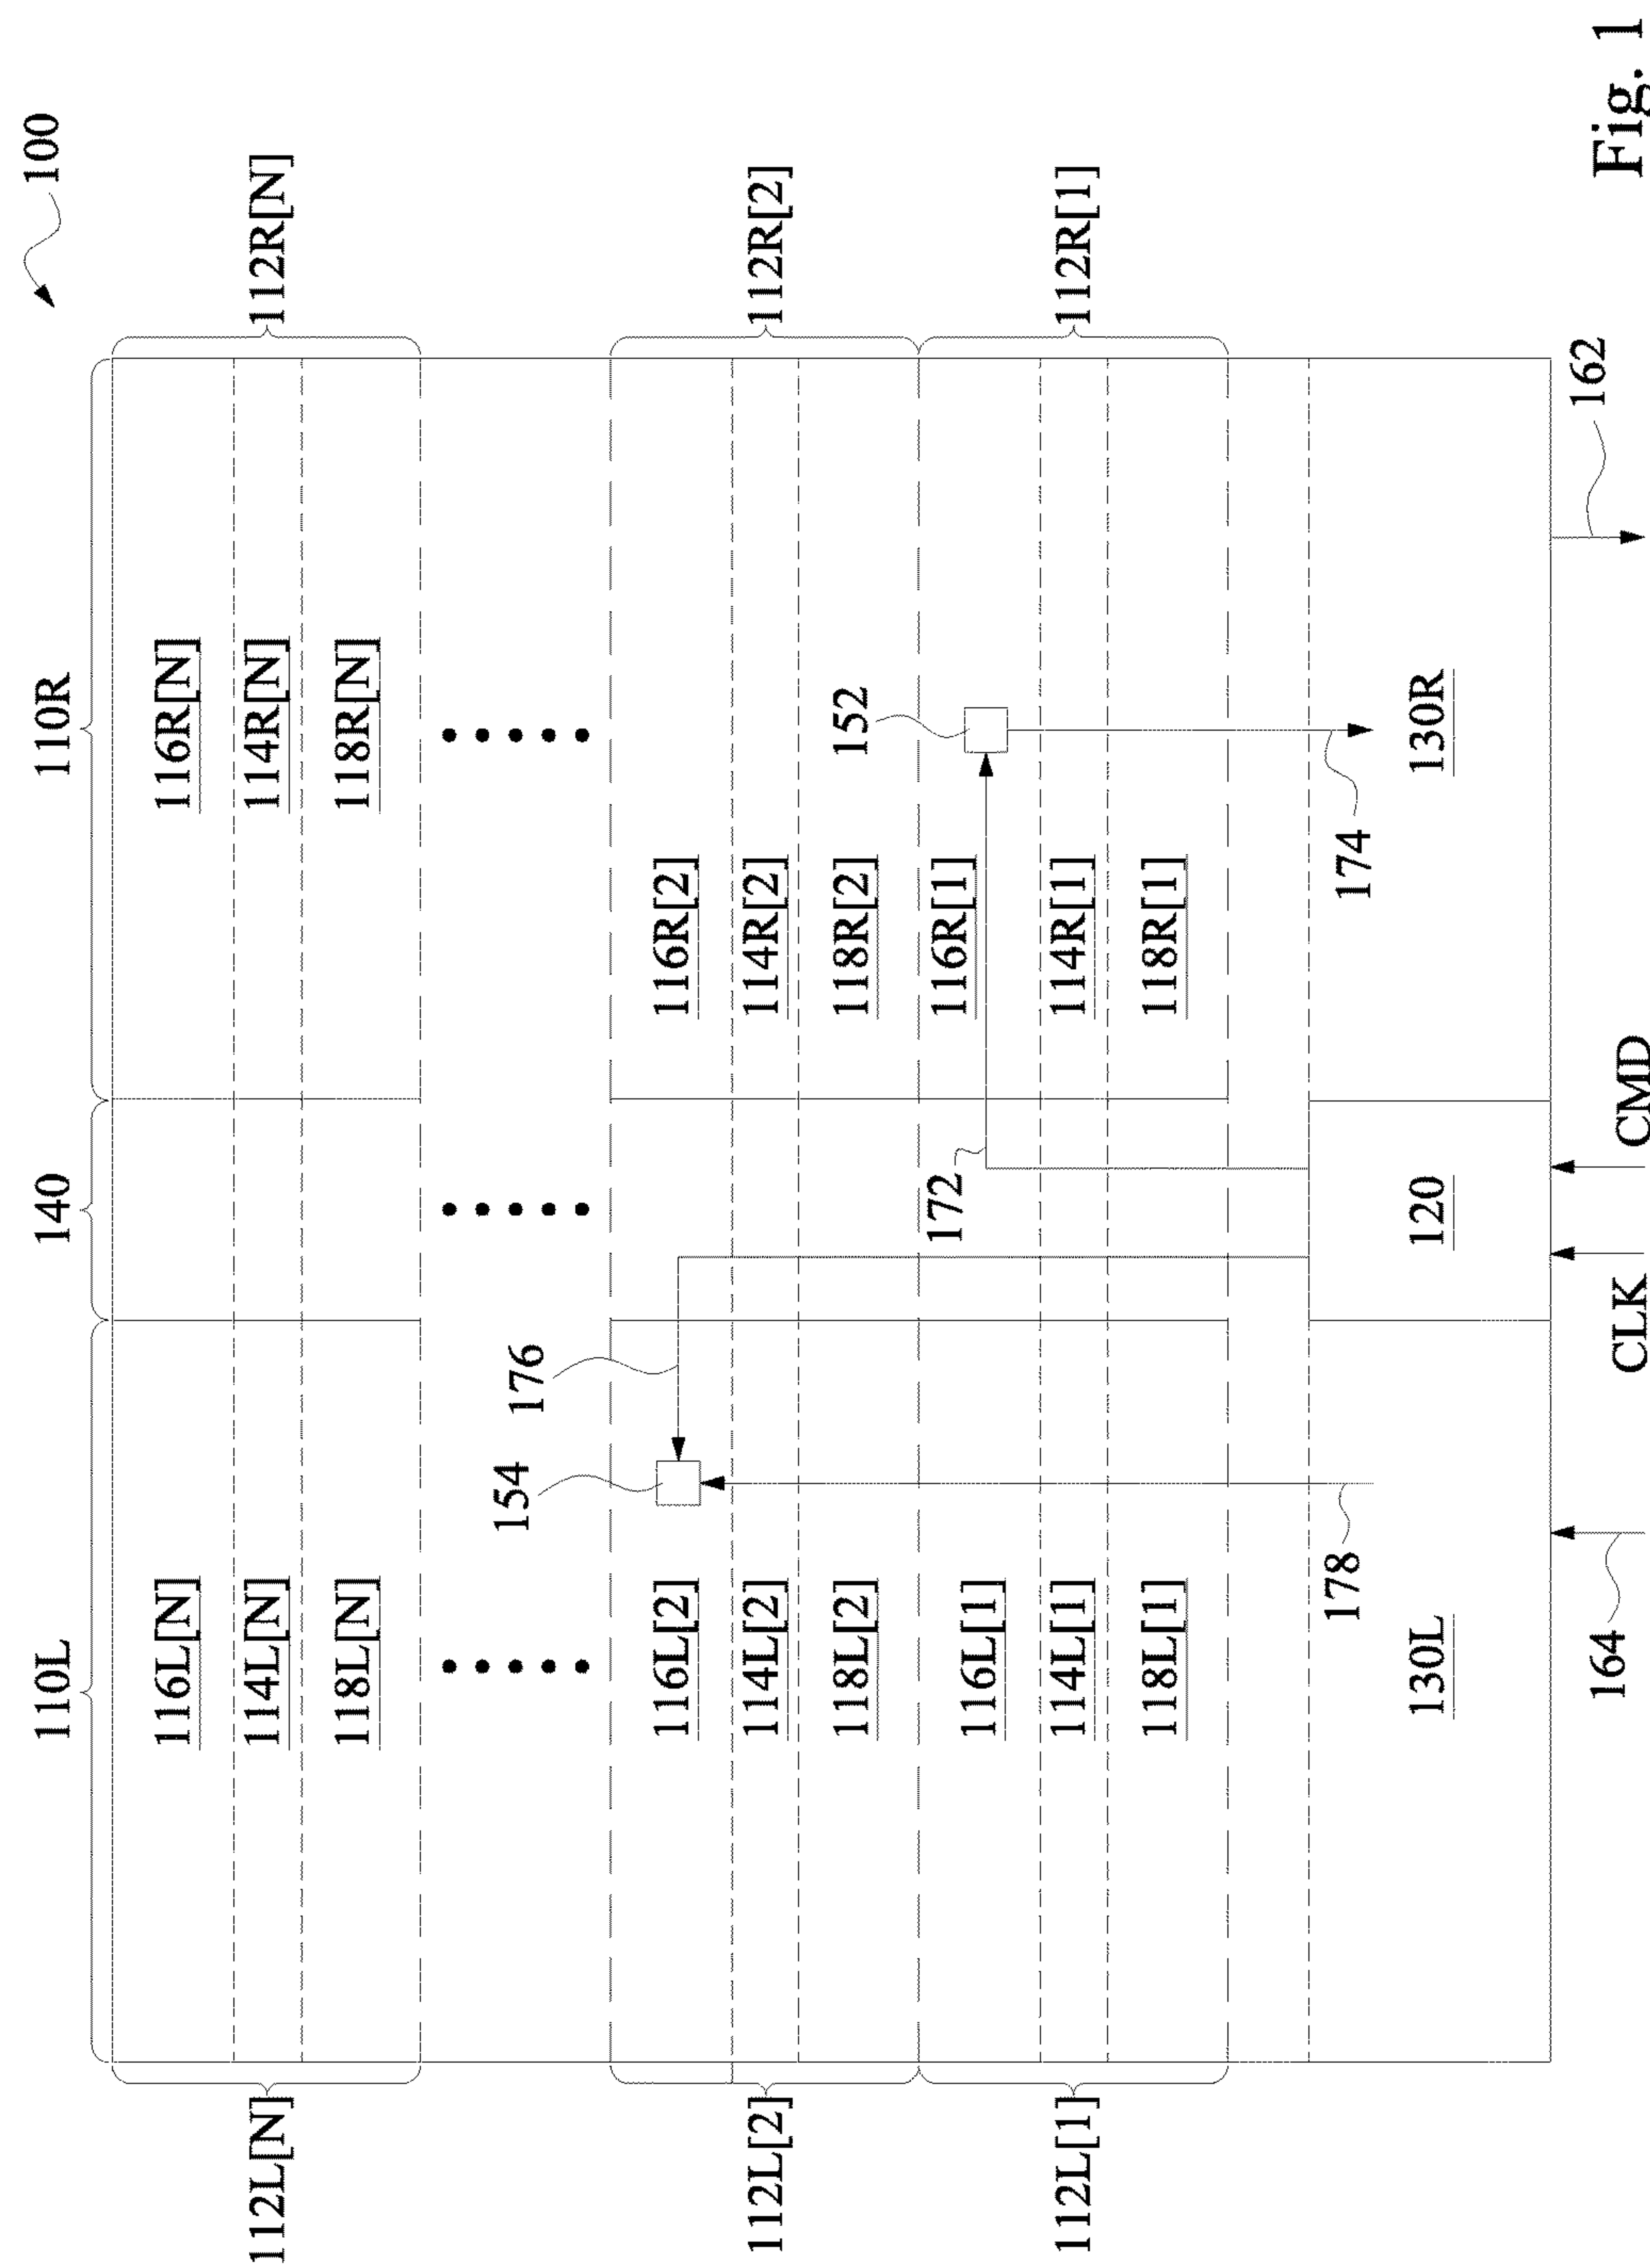 100
110L
140
110R
112L[N]
116L[N]
116R[N]
112R[N]
114L[N]
114R[N]
118L[N]
118R[N]
154
176
112L[2]
116L[2]
116R[2]
112R[2]
114L[2]
114R[2]
118L[2]
118R[2]
152
112L[1]
116L[1]
172
116R[1]
112R[1]
114L[1]
114R[1]
118L[1]
118R[1]
178
174
130L
120
130R
164
CLK
CMD
162
Fig. 1